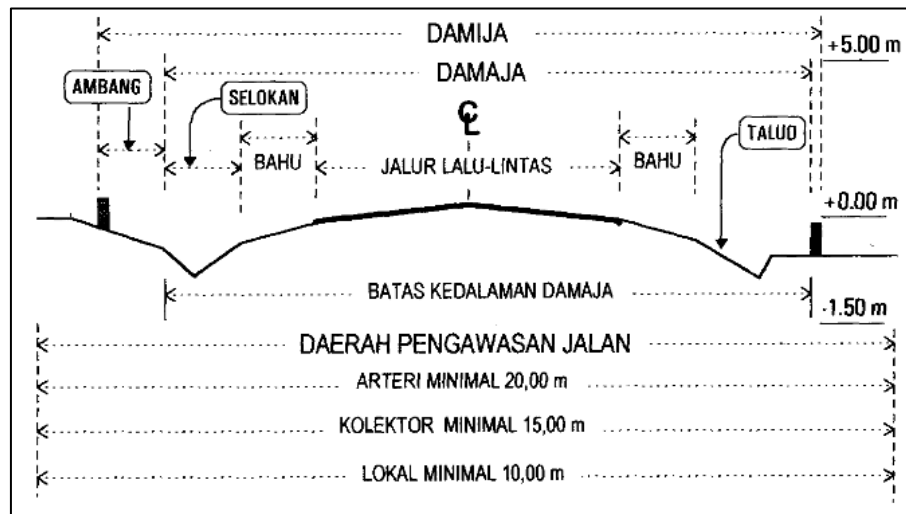 DAMIJA
+5.00 m
DAMAJA
AMBANG
SELOKAN
CL
TALUD
BAHU
JALUR LALU-LINTAS
BAHU
+0.00 m
BATAS KEDALAMAN DAMAJA
-1.50 m
DAERAH PENGAWASAN JALAN
ARTERI MINIMAL 20,00 m
KOLEKTOR MINIMAL 15,00 m
LOKAL MINIMAL 10,00 m